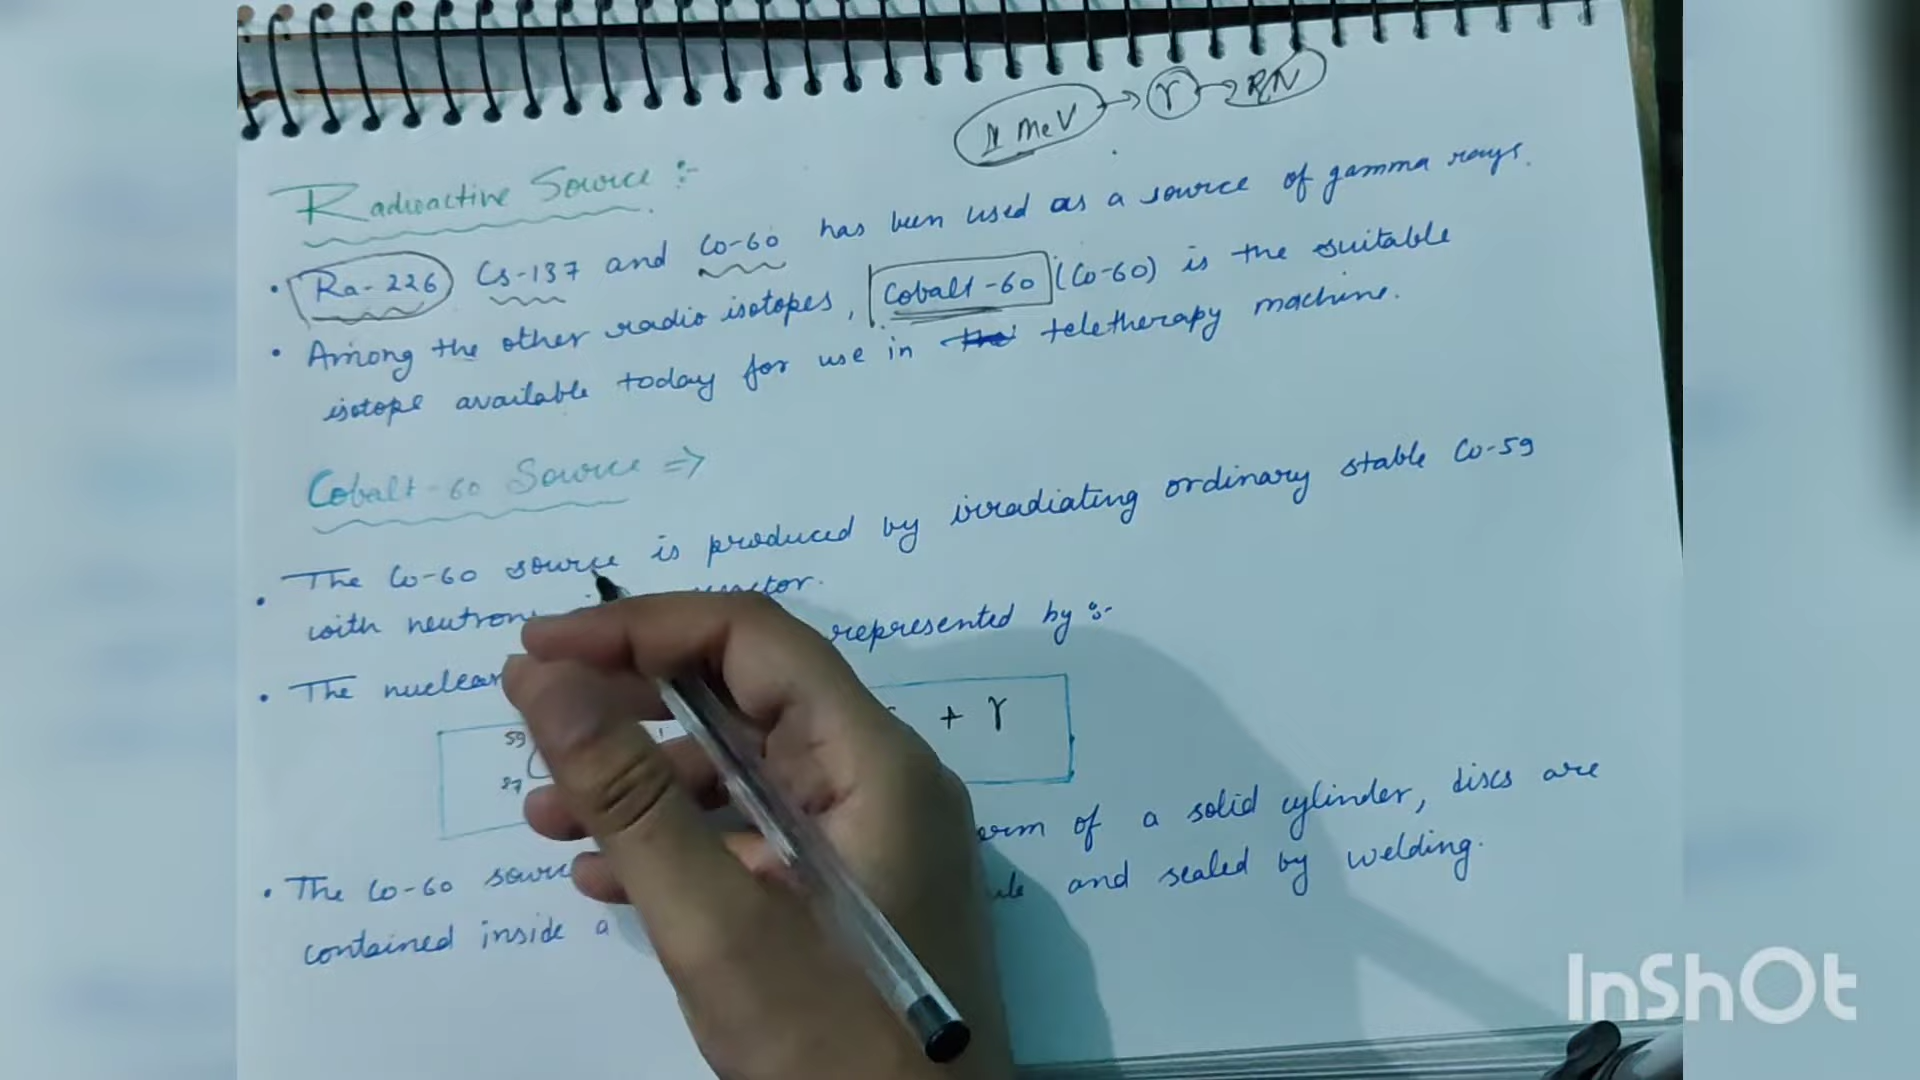 1 MeV → γ → RN
Radioactive Source :-
• Ra-226 Cs-137 and Co-60 has been used as a source of gamma rays.
• Among the other radio isotopes, Cobalt-60 (Co-60) is the suitable
isotope available today for use in teletherapy machine.
Cobalt-60 Source ⇒
• The Co-60 source is produced by irradiating ordinary stable Co-59
with neutrons reactor.
• The nuclear represented by :-
59
27
+ γ
• The Co-60 source form of a solid cylinder, discs are
contained inside a and sealed by welding.
InShOt